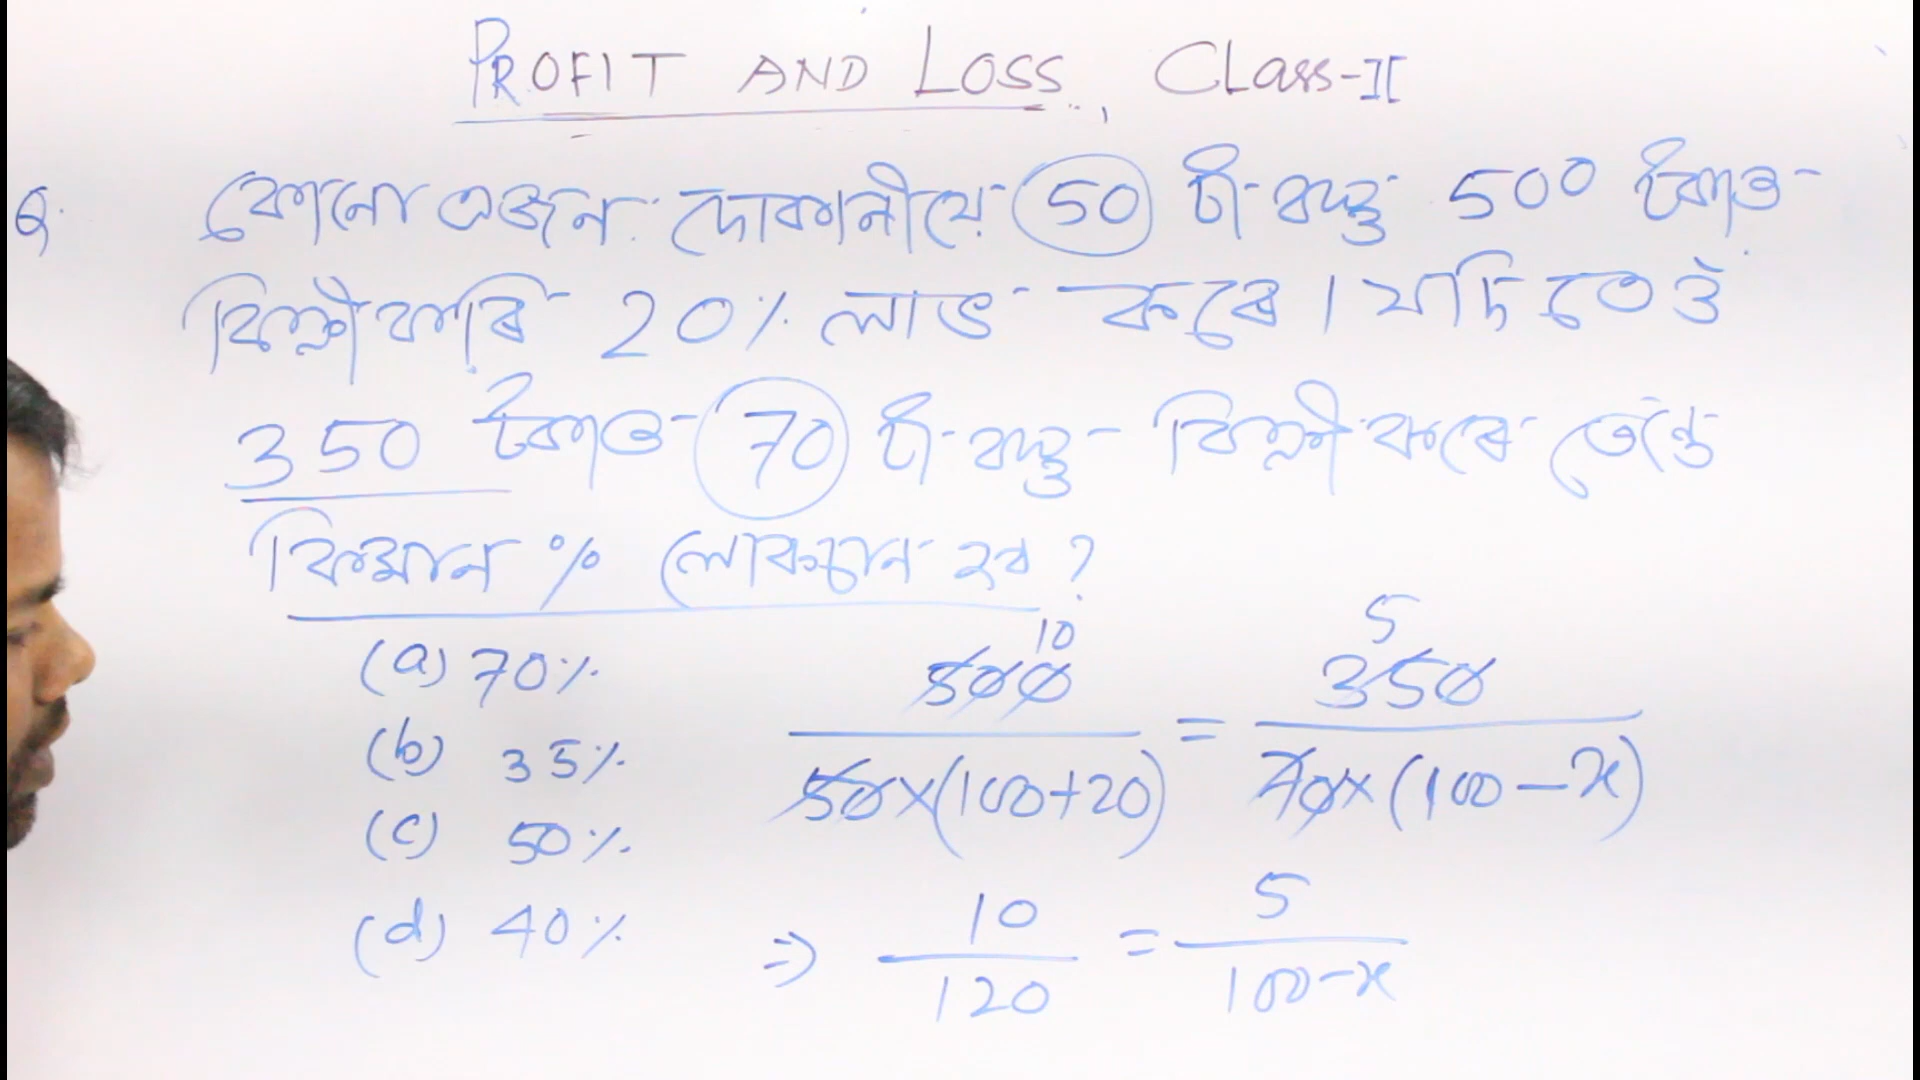 PROFIT AND LOSS, CLass-II
Q. কোনো এজন দোকানীয়ে 50 টা বস্তু 500 টকাত
বিক্ৰী কৰি 20% লাভ কৰে। যদি তেওঁ
350 টকাত 70 টা বস্তু বিক্ৰী কৰে তেন্তে
কিমান % লোকচান হব ?
(a) 70%
(b) 35%
(c) 50%
(d) 40%
10 5
500 / 50×(100+20) = 350 / 70×(100-x)
⇒ 10 / 120 = 5 / 100-x